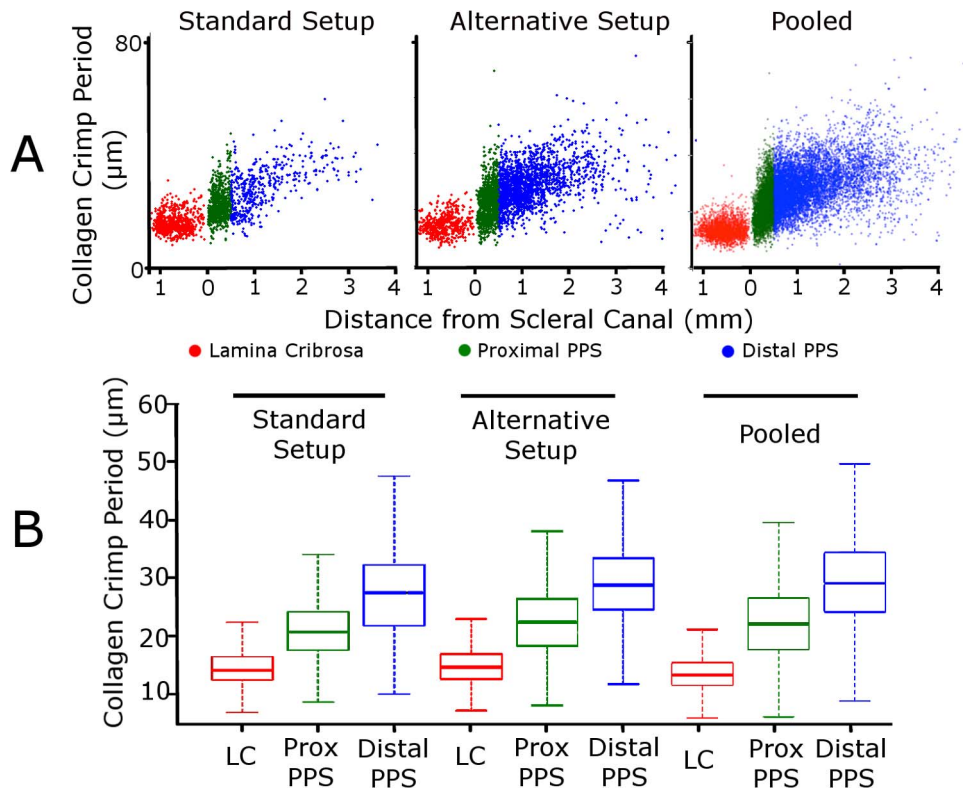 Standard Setup
Alternative Setup
Pooled
A
Collagen Crimp Period
(µm)
80
0
1 0 1 2 3 4
1 0 1 2 3 4
1 0 1 2 3 4
Distance from Scleral Canal (mm)
Lamina Cribrosa
Proximal PPS
Distal PPS
B
Collagen Crimp Period (µm)
60
50
40
30
20
10
Standard
Setup
Alternative
Setup
Pooled
LC
Prox
PPS
Distal
PPS
LC
Prox
PPS
Distal
PPS
LC
Prox
PPS
Distal
PPS